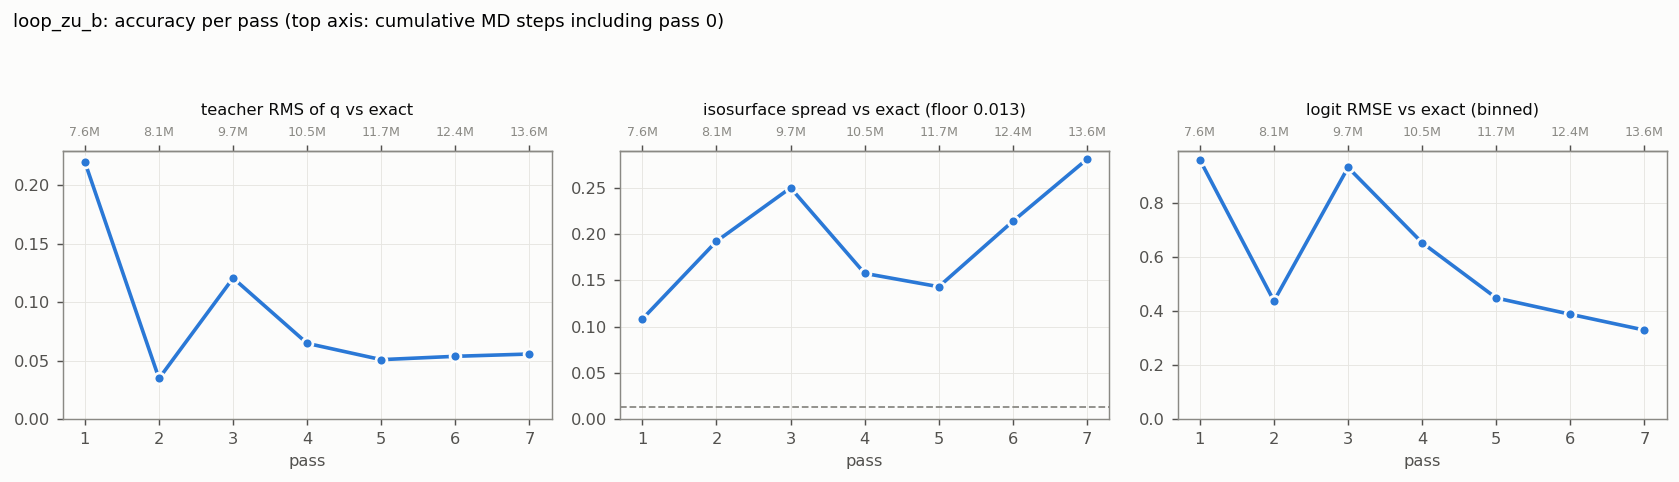 loop_zu_b: accuracy per pass (top axis: cumulative MD steps including pass 0)
teacher RMS of q vs exact
7.6M 8.1M 9.7M 10.5M 11.7M 12.4M 13.6M
0.20
0.15
0.10
0.05
0.00
1 2 3 4 5 6 7
pass
isosurface spread vs exact (floor 0.013)
7.6M 8.1M 9.7M 10.5M 11.7M 12.4M 13.6M
0.25
0.20
0.15
0.10
0.05
0.00
1 2 3 4 5 6 7
pass
logit RMSE vs exact (binned)
7.6M 8.1M 9.7M 10.5M 11.7M 12.4M 13.6M
0.8
0.6
0.4
0.2
0.0
1 2 3 4 5 6 7
pass